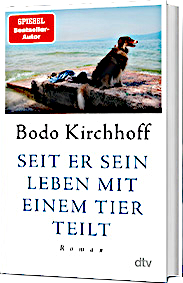 SPIEGEL
Bestseller-
Autor
Bodo Kirchhoff
SEIT ER SEIN
LEBEN MIT
EINEM TIER
TEILT
Roman
dtv